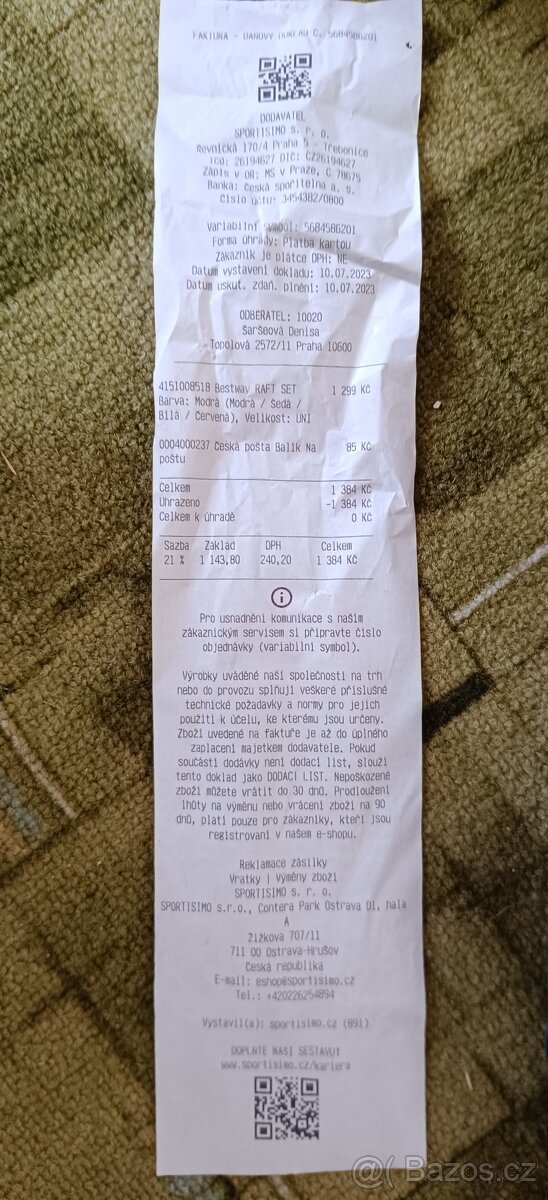 FAKTURA - DAŇOVÝ DOKLAD Č. 5684586201
DODAVATEL
SPORTISIMO s. r. o.
Řevnická 170/4 Praha 5 - Třebonice
IČO: 26194627 DIČ: CZ26194627
Zápis v OR: MS v Praze, C 78675
Banka: Česká spořitelna a. s.
Číslo účtu: 3454382/0800
Variabilní symbol: 5684586201
Forma úhrady: Platba kartou
Zákazník je plátce DPH: NE
Datum vystavení dokladu: 10.07.2023
Datum uskut. zdaň. plnění: 10.07.2023
ODBĚRATEL: 10020
Saršeová Denisa
Topolová 2572/11 Praha 10600
4151008518 Bestway RAFT SET 1 299 Kč
Barva: Modrá (Modrá / Šedá /
Bílá / Červená), Velikost: UNI
0004000237 Česká pošta Balík Na 85 Kč
poštu
Celkem 1 384 Kč
Uhrazeno -1 384 Kč
Celkem k úhradě 0 Kč
Sazba Základ DPH Celkem
21 % 1 143,80 240,20 1 384 Kč
Pro usnadnění komunikace s naším
zákaznickým servisem si připravte číslo
objednávky (variabilní symbol).
Výrobky uváděné naší společností na trh
nebo do provozu splňují veškeré příslušné
technické požadavky a normy pro jejich
použití k účelu, ke kterému jsou určeny.
Zboží uvedené na faktuře je až do úplného
zaplacení majetkem dodavatele. Pokud
součástí dodávky není dodací list, slouží
tento doklad jako DODACÍ LIST. Nepoškozené
zboží můžete vrátit do 30 dnů. Prodloužení
lhůty na výměnu nebo vrácení zboží na 90
dnů, platí pouze pro zákazníky, kteří jsou
registrovaní v našem e-shopu.
Reklamace zásilky
Vratky | Výměny zboží
SPORTISIMO s. r. o.
SPORTISIMO s.r.o., Contera Park Ostrava D1, hala
A
Žižkova 707/11
711 00 Ostrava-Hrušov
Česká republika
E-mail: eshop@sportisimo.cz
Tel.: +420226254894
Vystavil(a): sportisimo.cz (891)
DOPLŇTE NAŠI SESTAVU!
www.sportisimo.cz/kariera
@ Bazos.cz